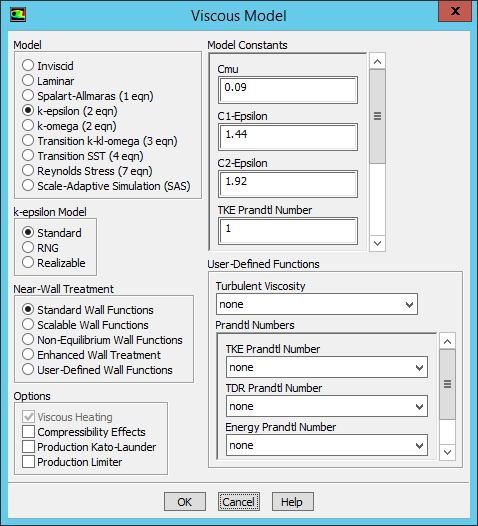 Viscous Model
Model
Inviscid
Laminar
Spalart-Allmaras (1 eqn)
k-epsilon (2 eqn)
k-omega (2 eqn)
Transition k-kl-omega (3 eqn)
Transition SST (4 eqn)
Reynolds Stress (7 eqn)
Scale-Adaptive Simulation (SAS)
k-epsilon Model
Standard
RNG
Realizable
Near-Wall Treatment
Standard Wall Functions
Scalable Wall Functions
Non-Equilibrium Wall Functions
Enhanced Wall Treatment
User-Defined Wall Functions
Options
Viscous Heating
Compressibility Effects
Production Kato-Launder
Production Limiter
Model Constants
Cmu
0.09
C1-Epsilon
1.44
C2-Epsilon
1.92
TKE Prandtl Number
1
User-Defined Functions
Turbulent Viscosity
none
Prandtl Numbers
TKE Prandtl Number
none
TDR Prandtl Number
none
Energy Prandtl Number
none
OK
Cancel
Help